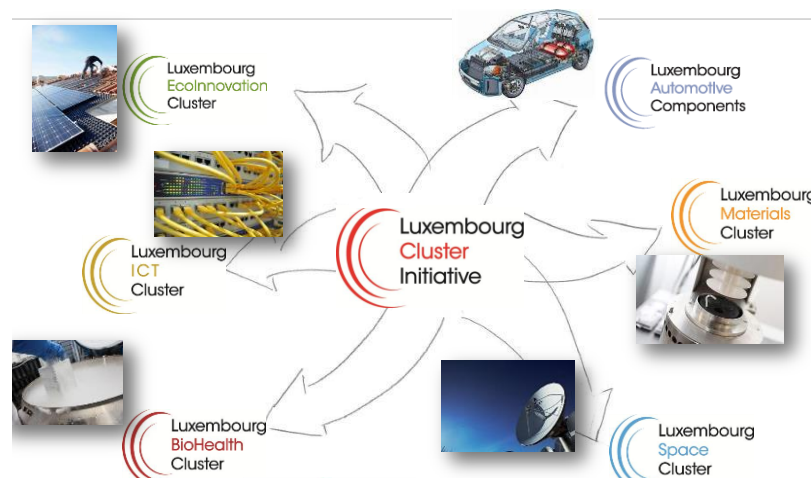 Luxembourg
EcoInnovation
Cluster
Luxembourg
Automotive
Components
Luxembourg
Materials
Cluster
Luxembourg
Cluster
Initiative
Luxembourg
ICT
Cluster
Luxembourg
BioHealth
Cluster
Luxembourg
Space
Cluster